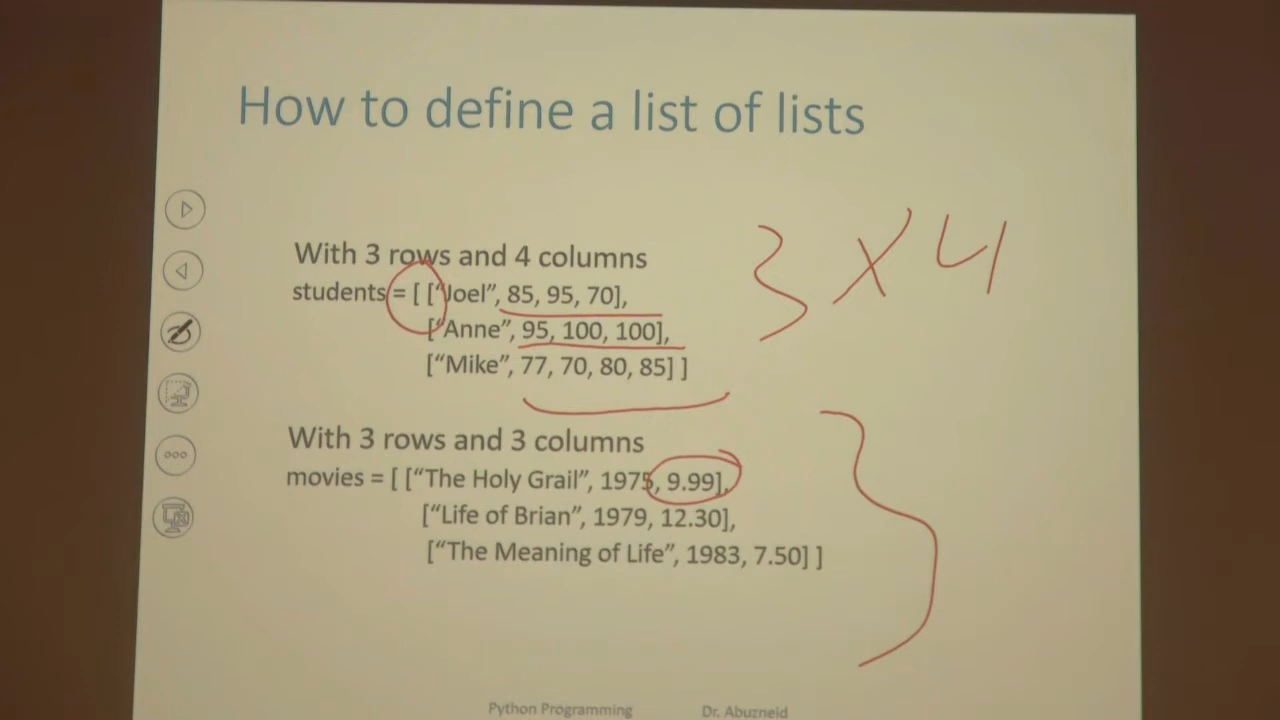 How to define a list of lists
With 3 rows and 4 columns
students = [ [“Joel”, 85, 95, 70],
[“Anne”, 95, 100, 100],
[“Mike”, 77, 70, 80, 85] ]
3 x 4
With 3 rows and 3 columns
movies = [ [“The Holy Grail”, 1975, 9.99],
[“Life of Brian”, 1979, 12.30],
[“The Meaning of Life”, 1983, 7.50] ]
Python Programming Dr. Abuzneid